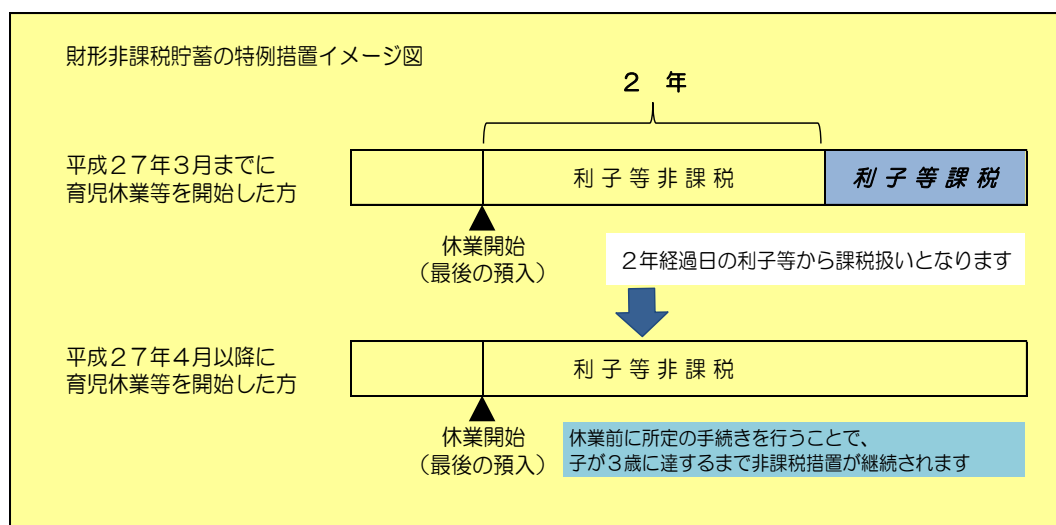 財形非課税貯蓄の特例措置イメージ図
２　年
平成２７年３月までに
育児休業等を開始した方
利子等非課税
利子等課税
休業開始
（最後の預入）
２年経過日の利子等から課税扱いとなります
平成２７年４月以降に
育児休業等を開始した方
利子等非課税
休業開始
（最後の預入）
休業前に所定の手続きを行うことで、
子が３歳に達するまで非課税措置が継続されます